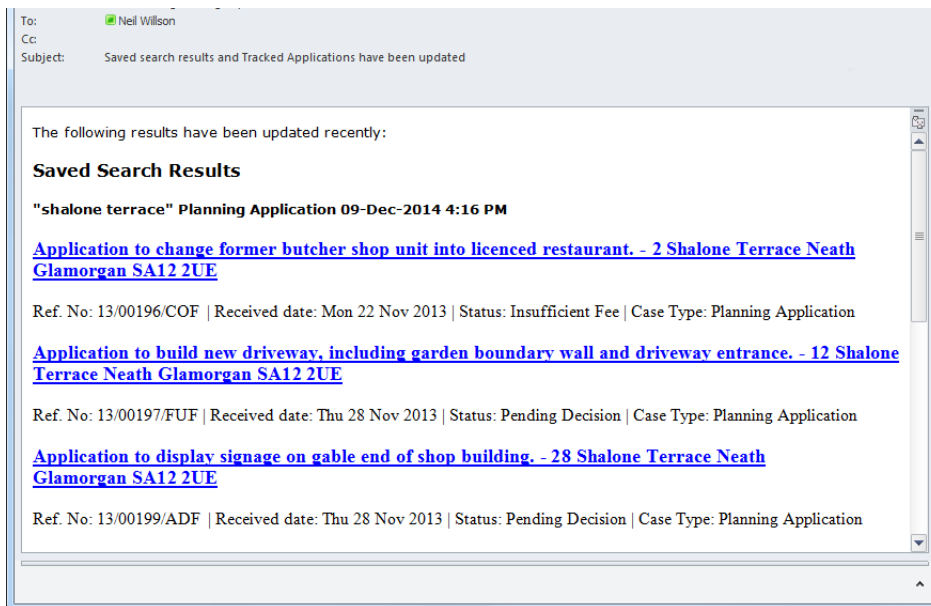 To: Neil Willson
Cc:
Subject: Saved search results and Tracked Applications have been updated
The following results have been updated recently:
Saved Search Results
"shalone terrace" Planning Application 09-Dec-2014 4:16 PM
Application to change former butcher shop unit into licenced restaurant. - 2 Shalone Terrace Neath
Glamorgan SA12 2UE
Ref. No: 13/00196/COF | Received date: Mon 22 Nov 2013 | Status: Insufficient Fee | Case Type: Planning Application
Application to build new driveway, including garden boundary wall and driveway entrance. - 12 Shalone
Terrace Neath Glamorgan SA12 2UE
Ref. No: 13/00197/FUF | Received date: Thu 28 Nov 2013 | Status: Pending Decision | Case Type: Planning Application
Application to display signage on gable end of shop building. - 28 Shalone Terrace Neath
Glamorgan SA12 2UE
Ref. No: 13/00199/ADF | Received date: Thu 28 Nov 2013 | Status: Pending Decision | Case Type: Planning Application